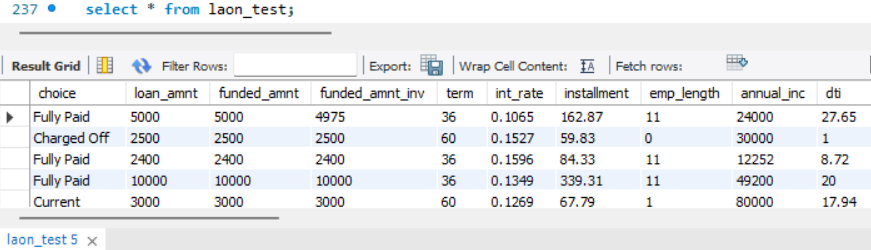 237 select * from laon_test;
Result Grid Filter Rows: Export: Wrap Cell Content: Fetch rows:
choice loan_amnt funded_amnt funded_amnt_inv term int_rate installment emp_length annual_inc dti
Fully Paid 5000 5000 4975 36 0.1065 162.87 11 24000 27.65
Charged Off 2500 2500 2500 60 0.1527 59.83 0 30000 1
Fully Paid 2400 2400 2400 36 0.1596 84.33 11 12252 8.72
Fully Paid 10000 10000 10000 36 0.1349 339.31 11 49200 20
Current 3000 3000 3000 60 0.1269 67.79 1 80000 17.94
laon_test 5